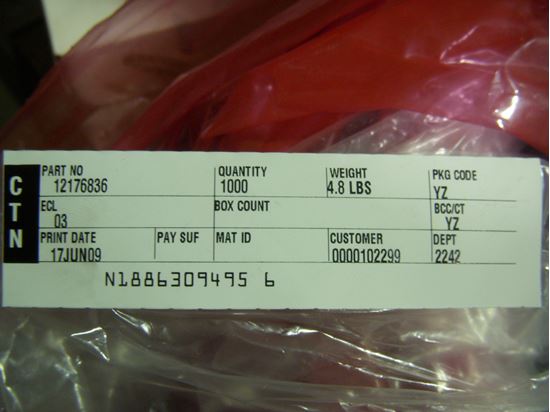 CTN
PART NO QUANTITY WEIGHT PKG CODE
12176836 1000 4.8 LBS YZ
ECL BOX COUNT BCC/CT
03 YZ
PRINT DATE PAY SUF MAT ID CUSTOMER DEPT
17JUN09 0000102299 2242
N1886309495 6